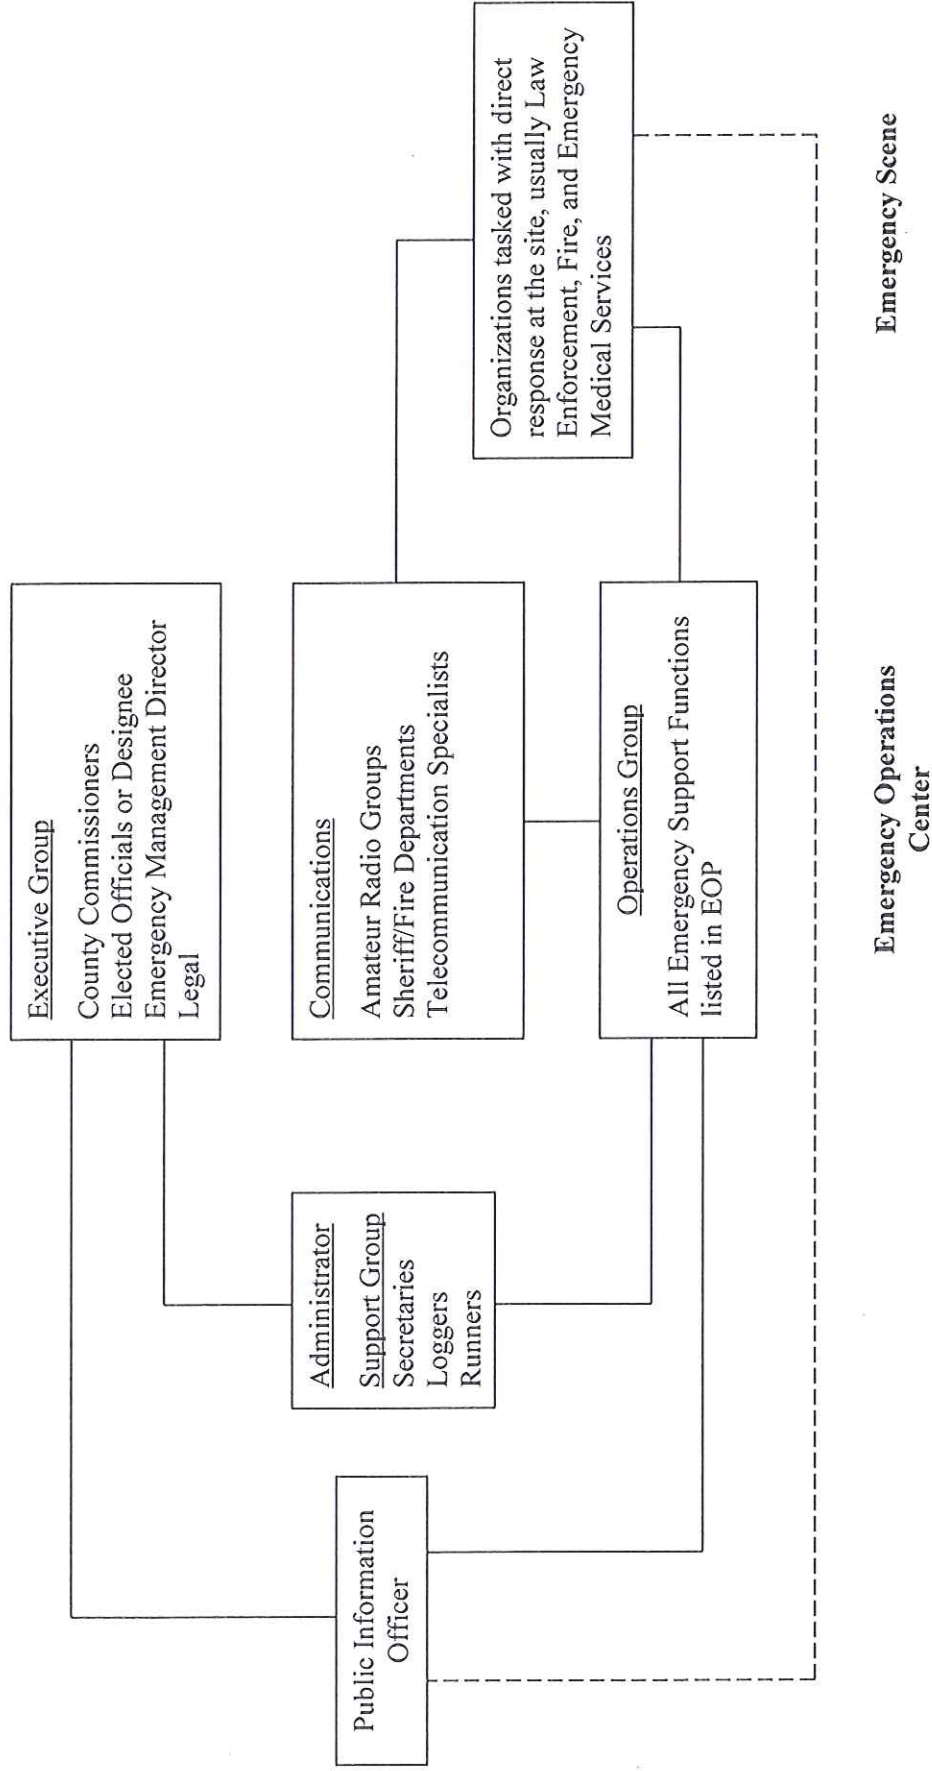 Executive Group
County Commissioners
Elected Officials or Designee
Emergency Management Director
Legal
Public Information
Officer
Administrator
Support Group
Secretaries
Loggers
Runners
Communications
Amateur Radio Groups
Sheriff/Fire Departments
Telecommunication Specialists
Operations Group
All Emergency Support Functions
listed in EOP
Organizations tasked with direct
response at the site, usually Law
Enforcement, Fire, and Emergency
Medical Services
Emergency Operations
Center
Emergency Scene